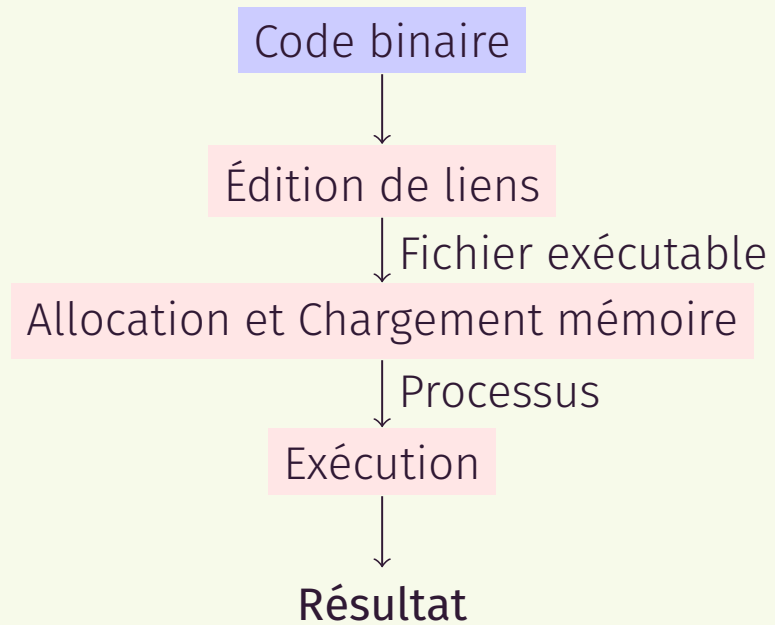 Code binaire
Édition de liens
Fichier exécutable
Allocation et Chargement mémoire
Processus
Exécution
Résultat